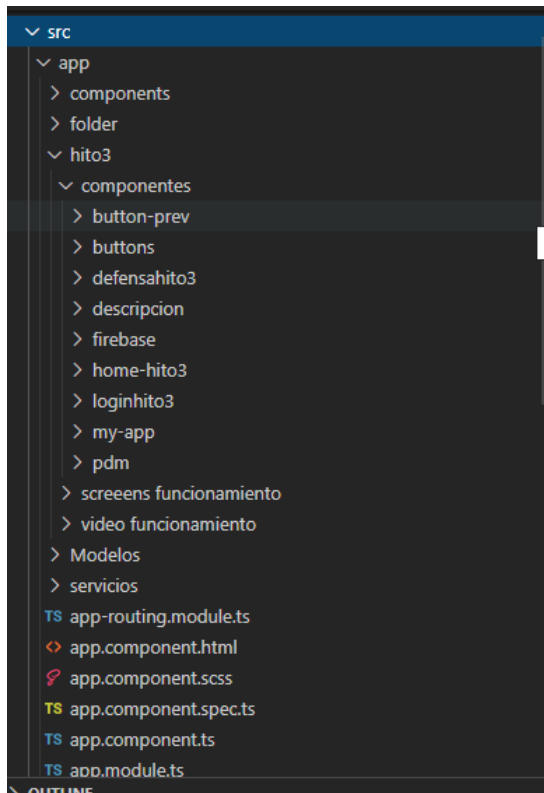 src
app
components
folder
hito3
componentes
button-prev
buttons
defensahito3
descripcion
firebase
home-hito3
loginhito3
my-app
pdm
screeens funcionamiento
video funcionamiento
Modelos
servicios
TS app-routing.module.ts
<> app.component.html
app.component.scss
TS app.component.spec.ts
TS app.component.ts
TS app.module.ts
OUTLINE